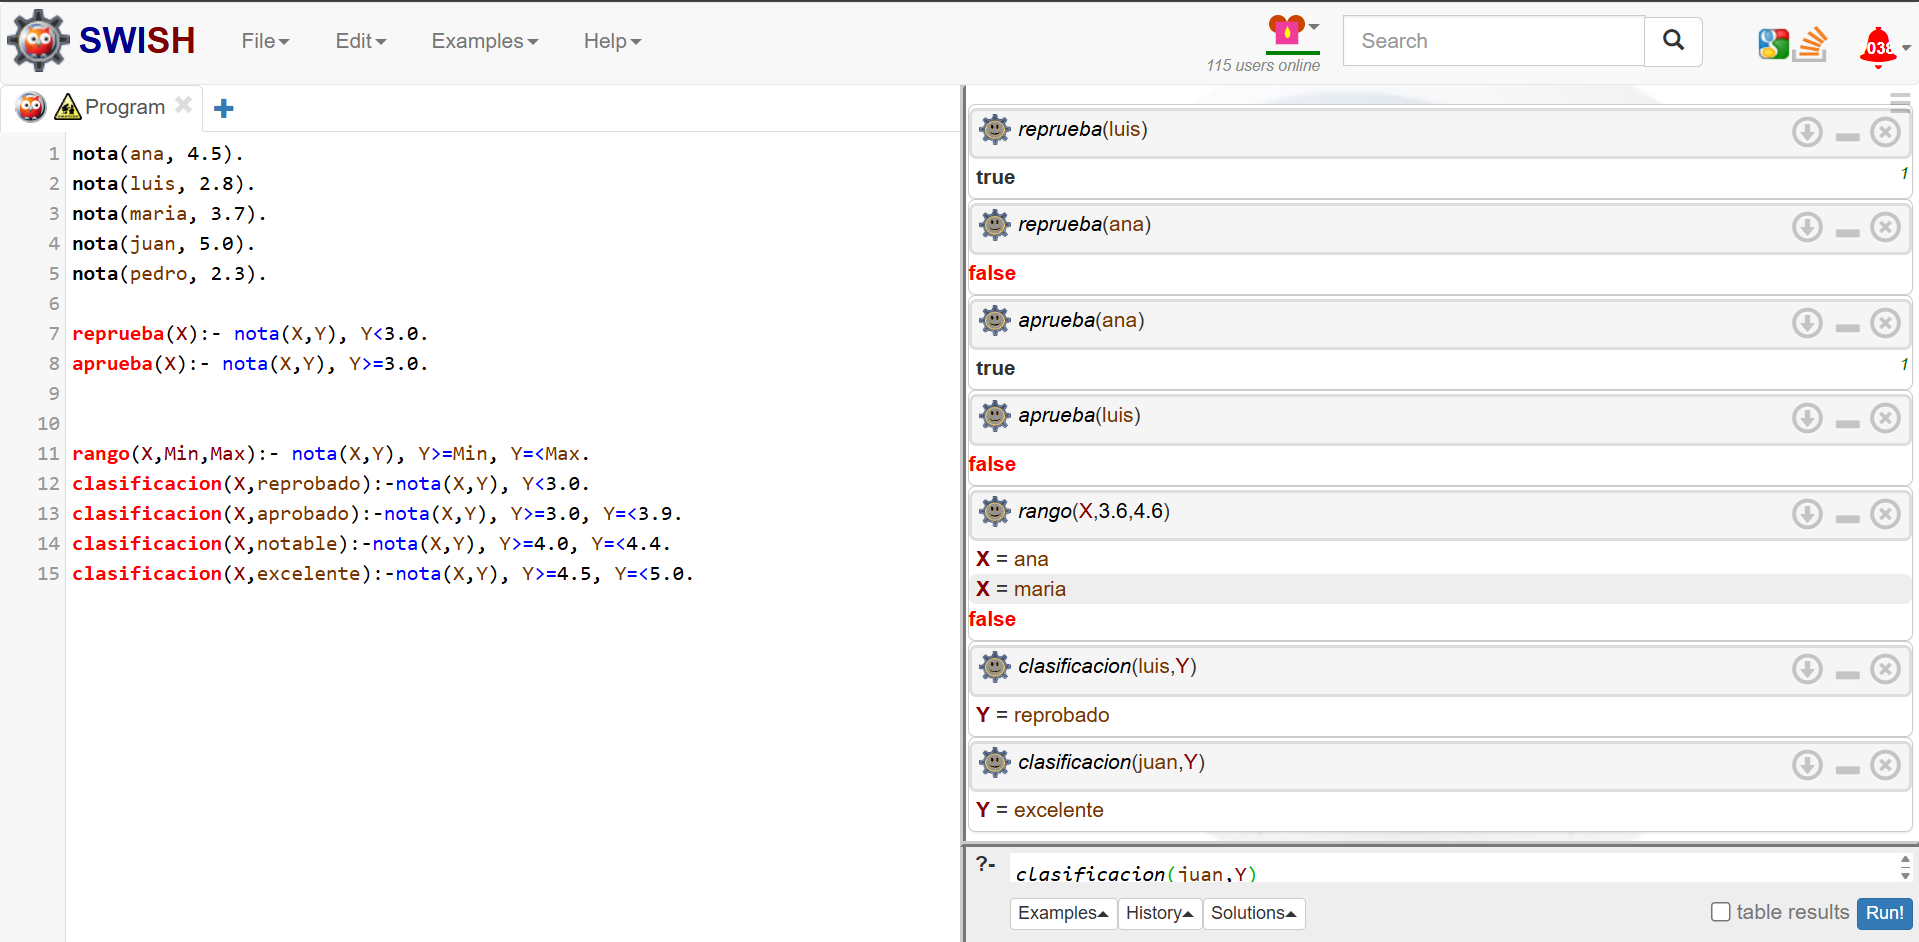 SWISH File Edit Examples Help 115 users online Search 038
Program
1 nota(ana, 4.5).
2 nota(luis, 2.8).
3 nota(maria, 3.7).
4 nota(juan, 5.0).
5 nota(pedro, 2.3).
6
7 reprueba(X):- nota(X,Y), Y<3.0.
8 aprueba(X):- nota(X,Y), Y>=3.0.
9
10
11 rango(X,Min,Max):- nota(X,Y), Y>=Min, Y=<Max.
12 clasificacion(X,reprobado):-nota(X,Y), Y<3.0.
13 clasificacion(X,aprobado):-nota(X,Y), Y>=3.0, Y=<3.9.
14 clasificacion(X,notable):-nota(X,Y), Y>=4.0, Y=<4.4.
15 clasificacion(X,excelente):-nota(X,Y), Y>=4.5, Y=<5.0.
reprueba(luis)
true 1
reprueba(ana)
false
aprueba(ana)
true 1
aprueba(luis)
false
rango(X,3.6,4.6)
X = ana
X = maria
false
clasificacion(luis,Y)
Y = reprobado
clasificacion(juan,Y)
Y = excelente
?- clasificacion(juan,Y)
Examples History Solutions table results Run!